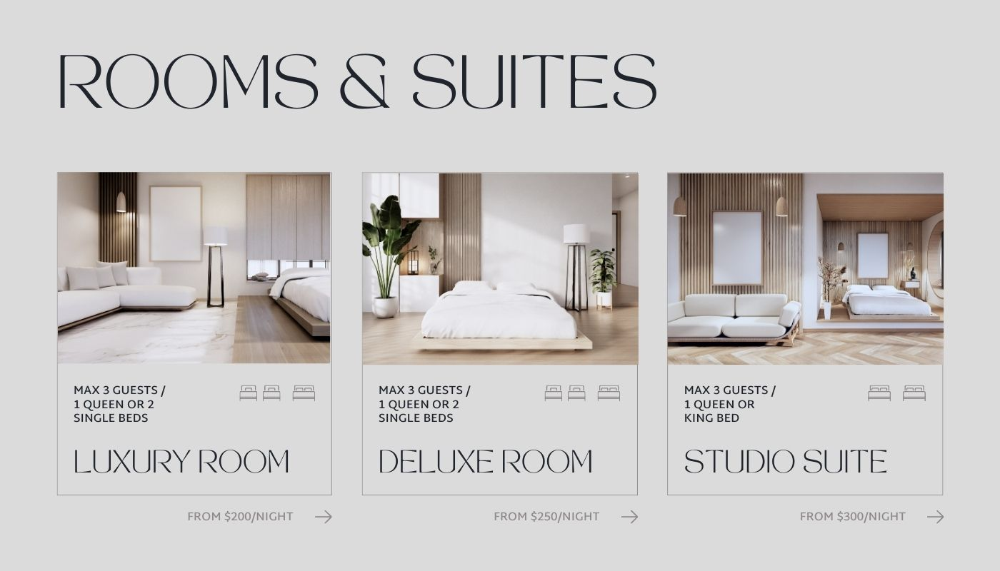 ROOMS & SUITES
MAX 3 GUESTS /
1 QUEEN OR 2
SINGLE BEDS
LUXURY ROOM
FROM $200/NIGHT
MAX 3 GUESTS /
1 QUEEN OR 2
SINGLE BEDS
DELUXE ROOM
FROM $250/NIGHT
MAX 3 GUESTS /
1 QUEEN OR
KING BED
STUDIO SUITE
FROM $300/NIGHT